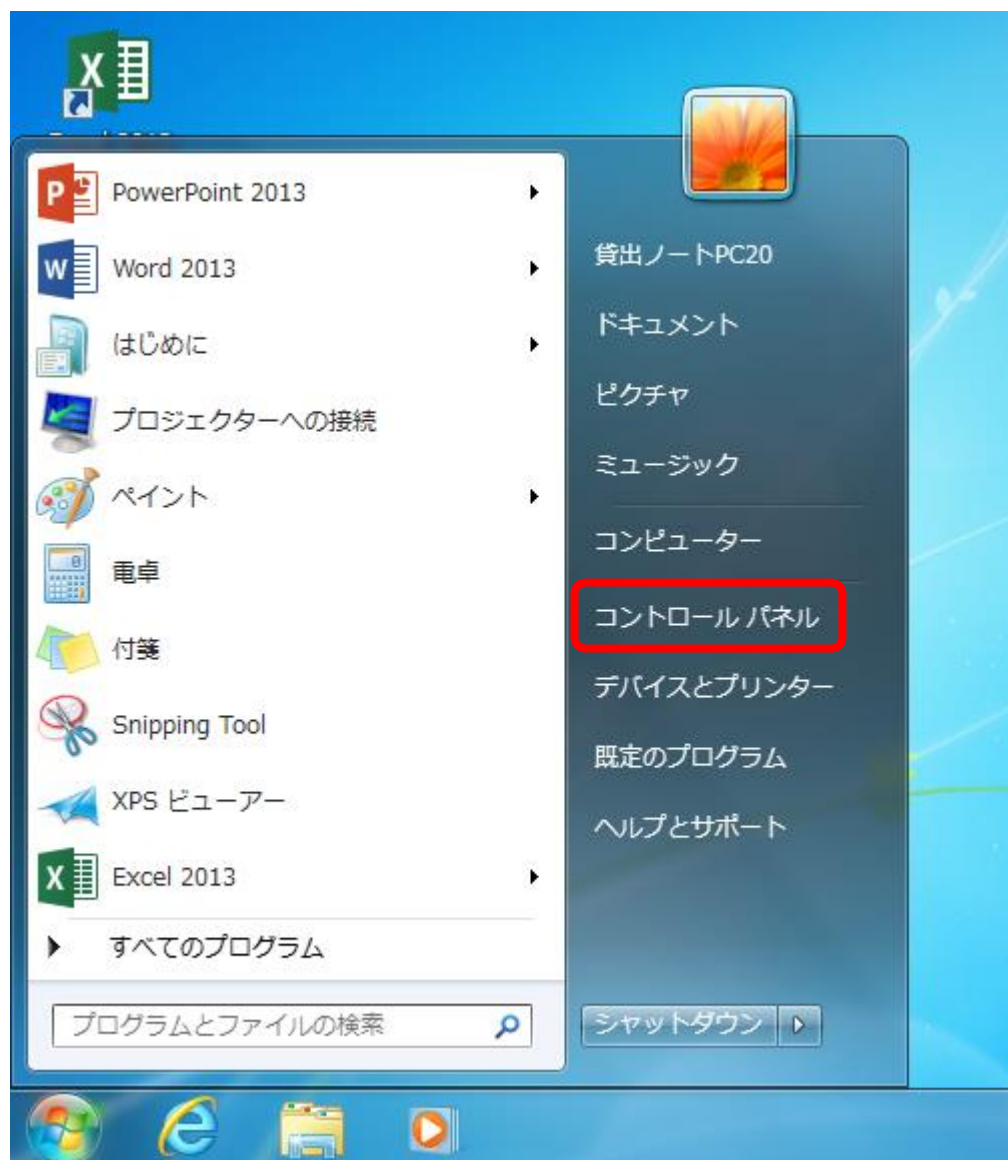 PowerPoint 2013
Word 2013
はじめに
プロジェクターへの接続
ペイント
電卓
付箋
Snipping Tool
XPS ビューアー
Excel 2013
すべてのプログラム
プログラムとファイルの検索
貸出ノートPC20
ドキュメント
ピクチャ
ミュージック
コンピューター
コントロール パネル
デバイスとプリンター
既定のプログラム
ヘルプとサポート
シャットダウン